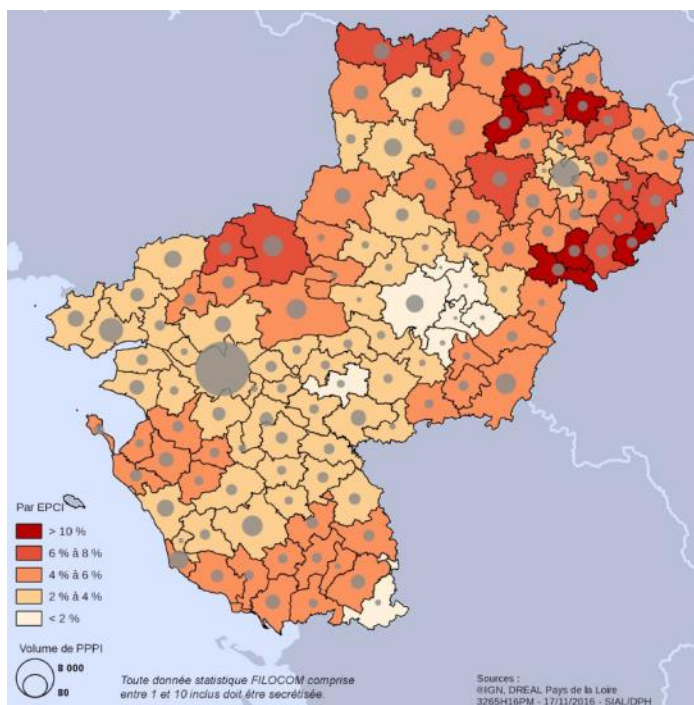 Par EPCI
> 10 %
6 % à 8 %
4 % à 6 %
2 % à 4 %
< 2 %
Volume de PPPI
8 000
80
Toute donnée statistique FILOCOM comprise
entre 1 et 10 inclus doit être secrétisée.
Sources :
®IGN, DREAL Pays de la Loire
3265H16PM - 17/11/2016 - SIAL/DPH